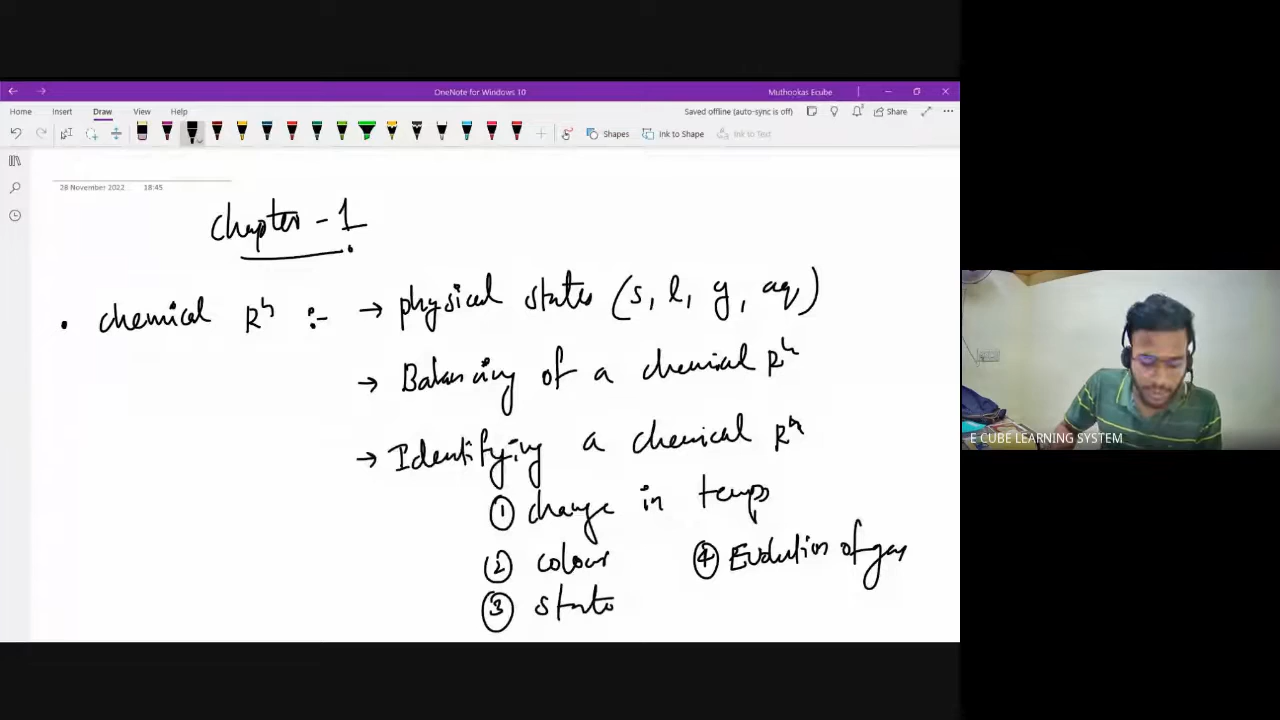 OneNote for Windows 10
Muthookas Ecube
Home Insert Draw View Help
Saved offline (auto-sync is off)
Share
Shapes
Ink to Shape
Ink to Text
28 November 2022 18:45
Chapter - 1
• chemical Rⁿ :- → physical states (s, l, g, aq)
→ Balancing of a chemical Rⁿ
→ Identifying a chemical Rⁿ
① change in temp
② colour ④ Evolution of gas
③ state
E CUBE LEARNING SYSTEM